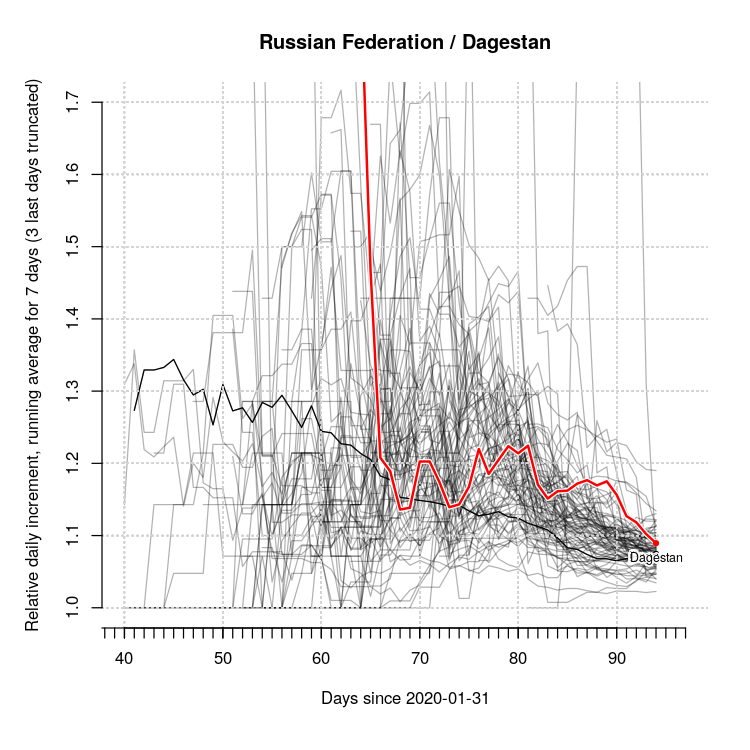 Russian Federation / Dagestan
Relative daily increment, running average for 7 days (3 last days truncated)
1.7
1.6
1.5
1.4
1.3
1.2
1.1
1.0
Dagestan
40 50 60 70 80 90
Days since 2020-01-31